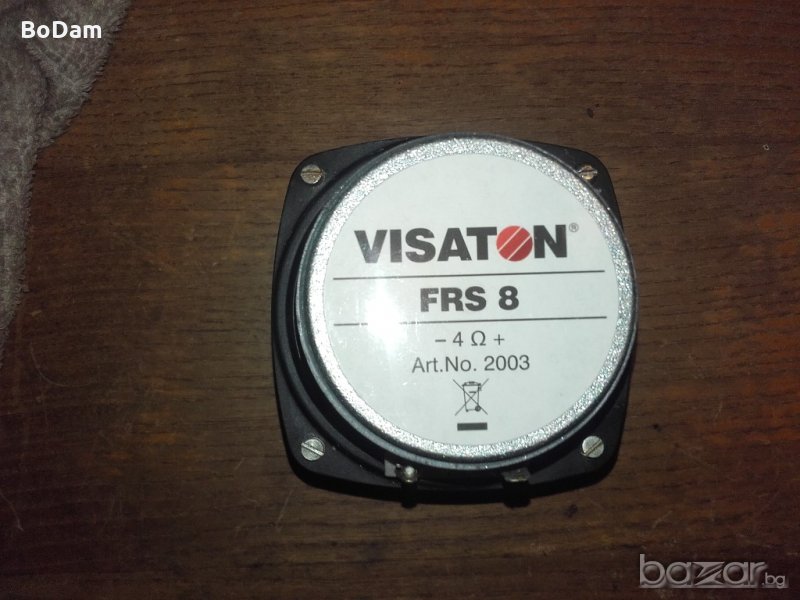 BoDam
VISATON®
FRS 8
– 4 Ω +
Art.No. 2003
bazar.bg